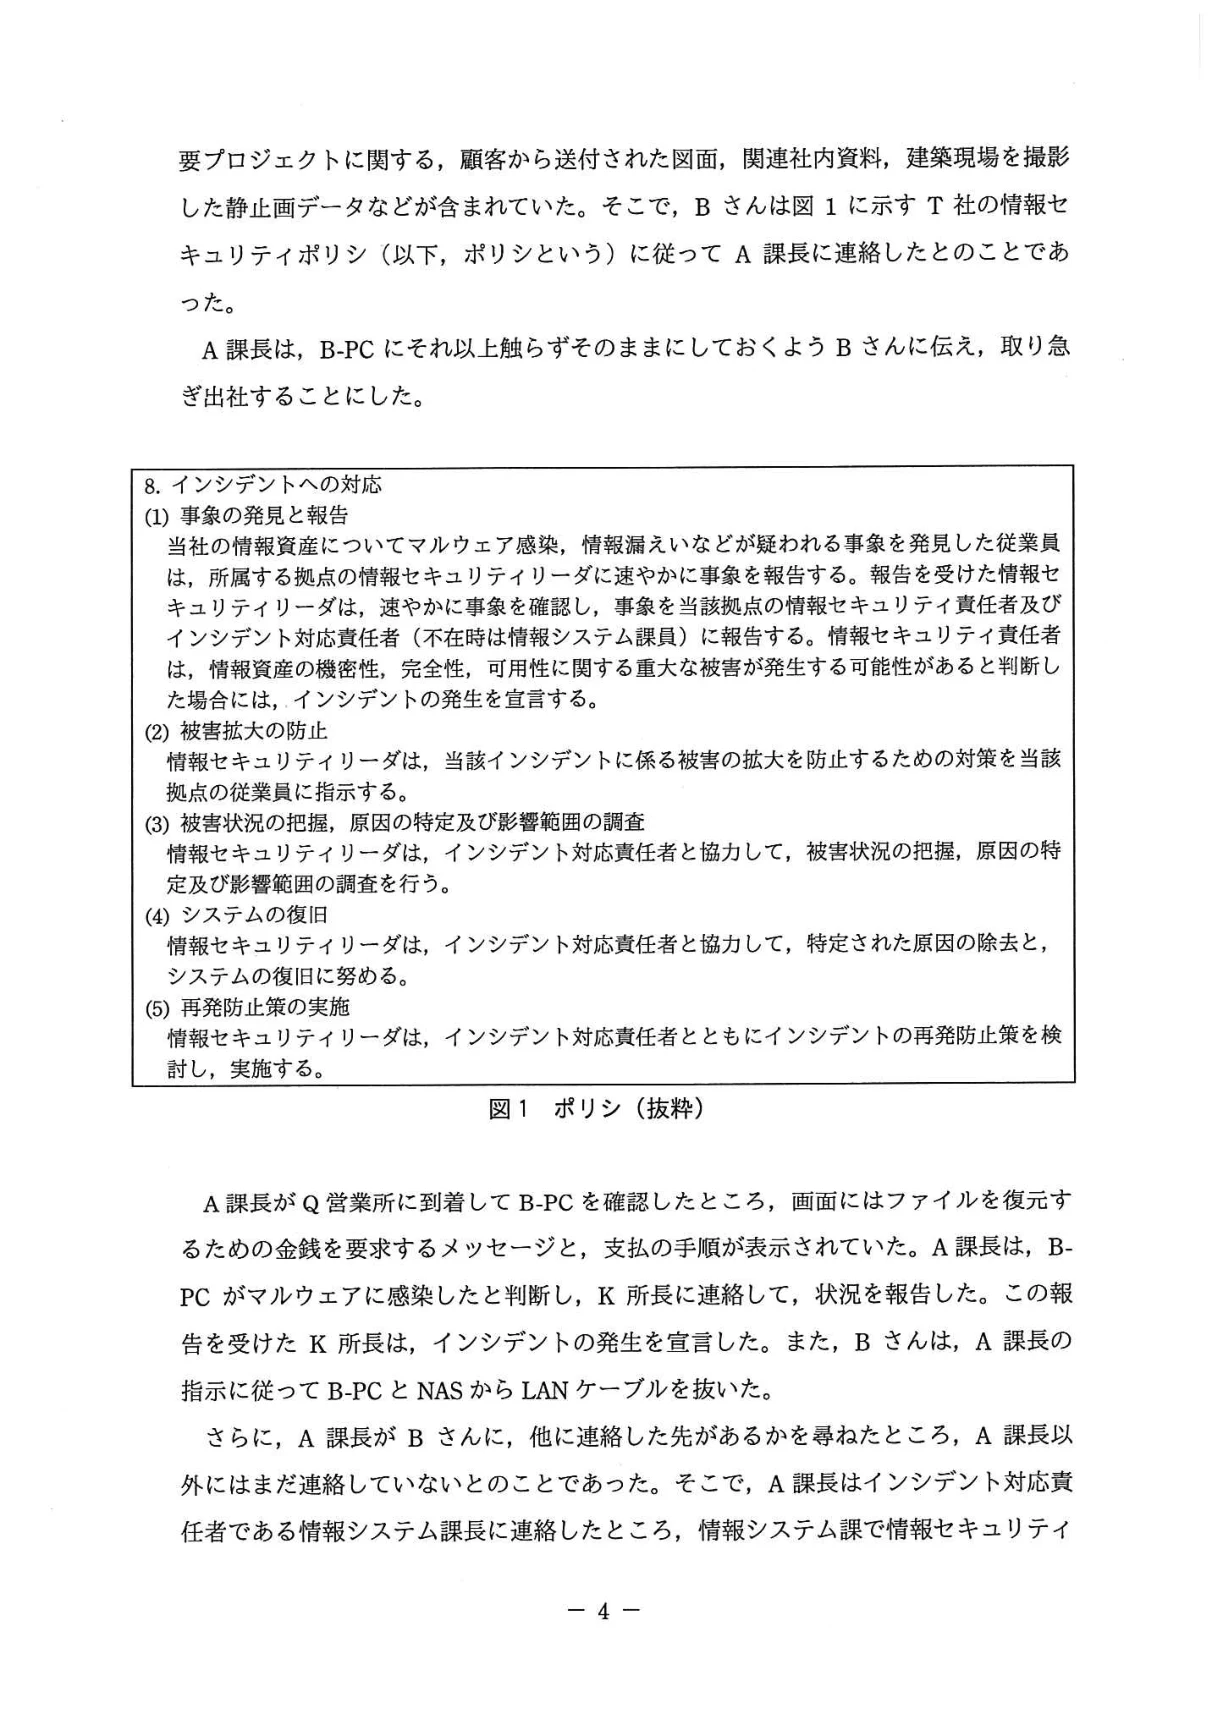 要プロジェクトに関する，顧客から送付された図面，関連社内資料，建築現場を撮影
した静止画データなどが含まれていた。そこで，B さんは図 1 に示す T 社の情報セ
キュリティポリシ（以下，ポリシという）に従って A 課長に連絡したとのことであ
った。
A 課長は，B-PC にそれ以上触らずそのままにしておくよう B さんに伝え，取り急
ぎ出社することにした。
8. インシデントへの対応
(1) 事象の発見と報告
当社の情報資産についてマルウェア感染，情報漏えいなどが疑われる事象を発見した従業員
は，所属する拠点の情報セキュリティリーダに速やかに事象を報告する。報告を受けた情報セ
キュリティリーダは，速やかに事象を確認し，事象を当該拠点の情報セキュリティ責任者及び
インシデント対応責任者（不在時は情報システム課員）に報告する。情報セキュリティ責任者
は，情報資産の機密性，完全性，可用性に関する重大な被害が発生する可能性があると判断し
た場合には，インシデントの発生を宣言する。
(2) 被害拡大の防止
情報セキュリティリーダは，当該インシデントに係る被害の拡大を防止するための対策を当該
拠点の従業員に指示する。
(3) 被害状況の把握，原因の特定及び影響範囲の調査
情報セキュリティリーダは，インシデント対応責任者と協力して，被害状況の把握，原因の特
定及び影響範囲の調査を行う。
(4) システムの復旧
情報セキュリティリーダは，インシデント対応責任者と協力して，特定された原因の除去と，
システムの復旧に努める。
(5) 再発防止策の実施
情報セキュリティリーダは，インシデント対応責任者とともにインシデントの再発防止策を検
討し，実施する。
図 1 ポリシ（抜粋）
A 課長が Q 営業所に到着して B-PC を確認したところ，画面にはファイルを復元す
るための金銭を要求するメッセージと，支払の手順が表示されていた。A 課長は，B-
PC がマルウェアに感染したと判断し，K 所長に連絡して，状況を報告した。この報
告を受けた K 所長は，インシデントの発生を宣言した。また，B さんは，A 課長の
指示に従って B-PC と NAS から LAN ケーブルを抜いた。
さらに，A 課長が B さんに，他に連絡した先があるかを尋ねたところ，A 課長以
外にはまだ連絡していないとのことであった。そこで，A 課長はインシデント対応責
任者である情報システム課長に連絡したところ，情報システム課で情報セキュリティ
－ 4 －